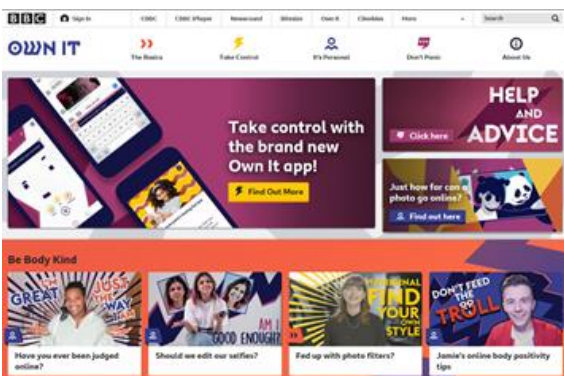 BBC Sign in CBBC CBBC iPlayer Newsround Bitesize Own It CBeebies More Search
OWN IT
The Basics Take Control It's Personal Don't Panic About Us
Take control with
the brand new
Own It app!
Find Out More
HELP
AND
ADVICE
Click here
Just how far can a
photo go online?
Find out here
Be Body Kind
I'M
GREAT
JUST
THE
WAY
I AM
AM I
GOOD ENOUGH?
FIND
YOUR
OWN
STYLE
DON'T FEED
THE
TROLL
Have you ever been judged
online?
Should we edit our selfies?
Fed up with photo filters?
Jamie's online body positivity
tips